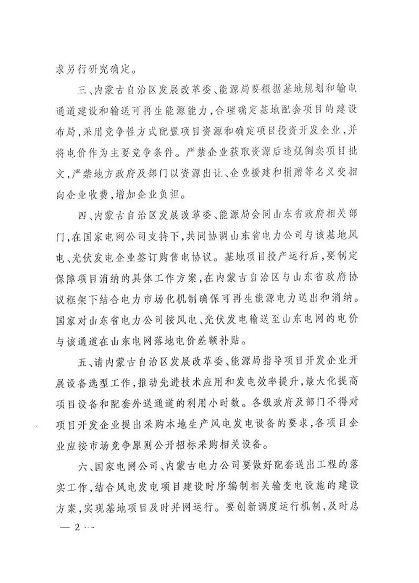 求另行研究确定。
三、内蒙古自治区发展改革委、能源局要根据基地规划和输电
通道建设和输送可再生能源能力,合理确定基地配套项目的建设
布局,采用竞争性方式配置项目资源和确定项目投资开发企业,并
将电价作为主要竞争条件。严禁企业获取资源后违规倒卖项目批
文,严禁地方政府及部门以资源出让、企业援建和捐赠等名义变相
向企业收费,增加企业负担。
四、内蒙古自治区发展改革委、能源局会同山东省政府相关部
门,在国家电网公司支持下,共同协调山东省电力公司与该基地风
电、光伏发电企业签订购售电协议。基地项目投产运行后,要制定
保障项目消纳的具体工作方案,在内蒙古自治区与山东省政府协
议框架下结合电力市场化机制确保可再生能源电力送出和消纳。
国家对山东省电力公司接风电、光伏发电输送至山东电网的电价
与该通道在山东电网落地电价差额补贴。
五、请内蒙古自治区发展改革委、能源局指导项目开发企业开
展设备选型工作,推动先进技术应用和发电效率提升,最大化提高
项目设备和配套外送通道的利用小时数。各级政府及部门不得对
项目开发企业提出采购本地生产风电发电设备的要求,各项目企
业应按市场竞争原则公开招标采购相关设备。
六、国家电网公司、内蒙古电力公司要做好配套送出工程的落
实工作,结合风电发电项目建设时序编制相关输变电设施的建设
方案,实现基地项目及时并网运行。要创新调度运行机制,及时总
— 2 —